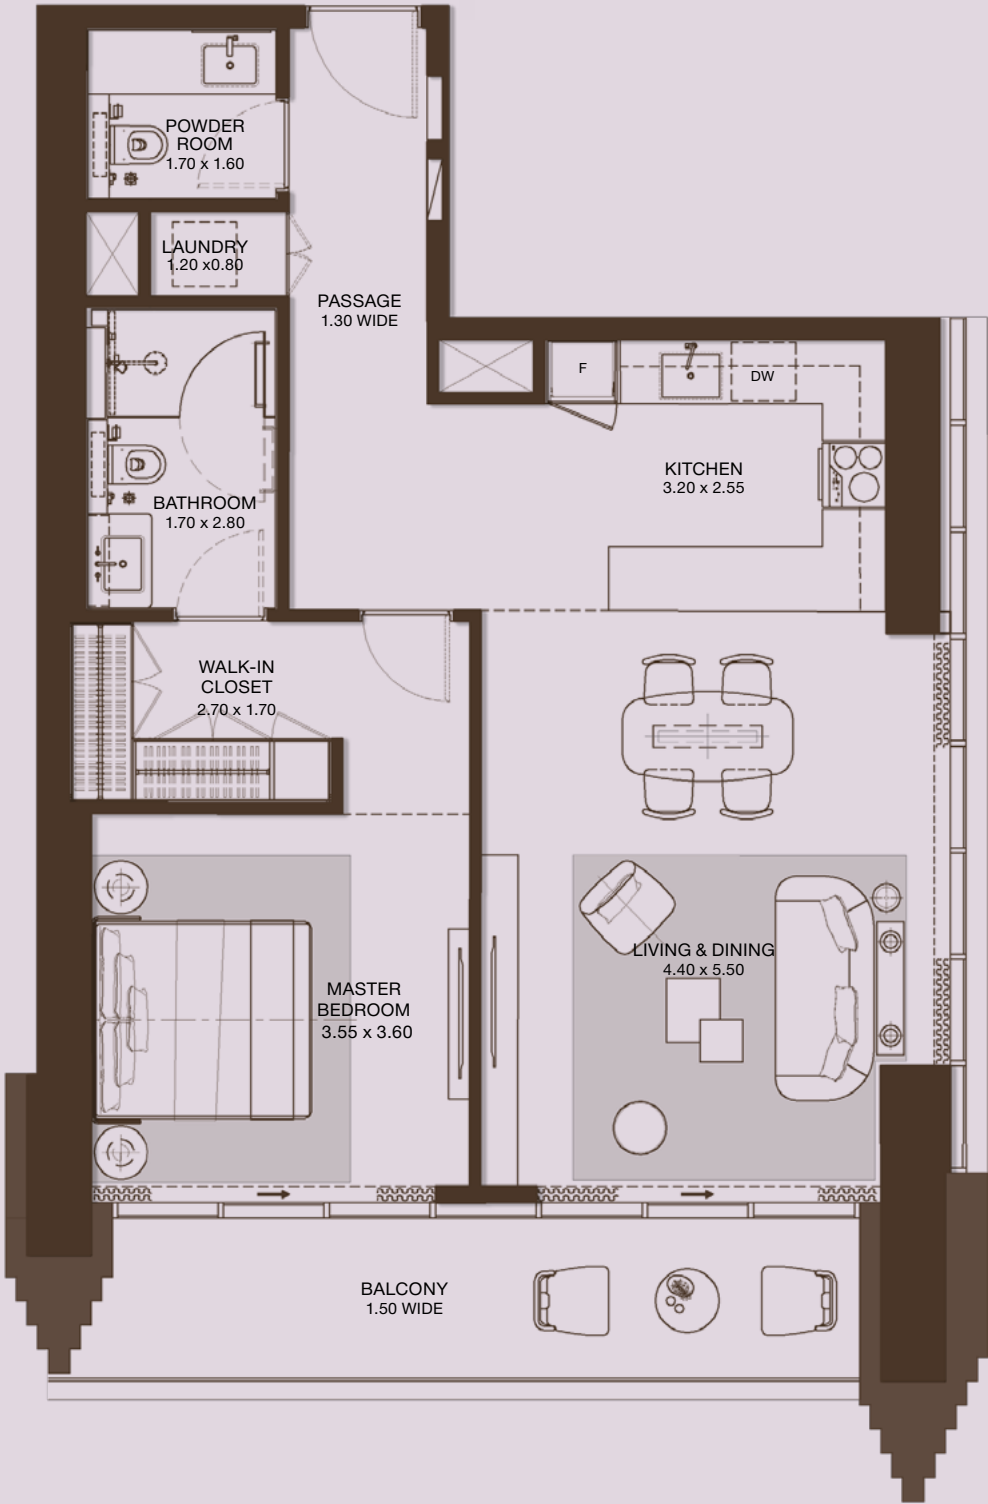 POWDER
ROOM
1.70 x 1.60
LAUNDRY
1.20 x0.80
PASSAGE
1.30 WIDE
F
DW
KITCHEN
3.20 x 2.55
BATHROOM
1.70 x 2.80
WALK-IN
CLOSET
2.70 x 1.70
LIVING & DINING
4.40 x 5.50
MASTER
BEDROOM
3.55 x 3.60
BALCONY
1.50 WIDE